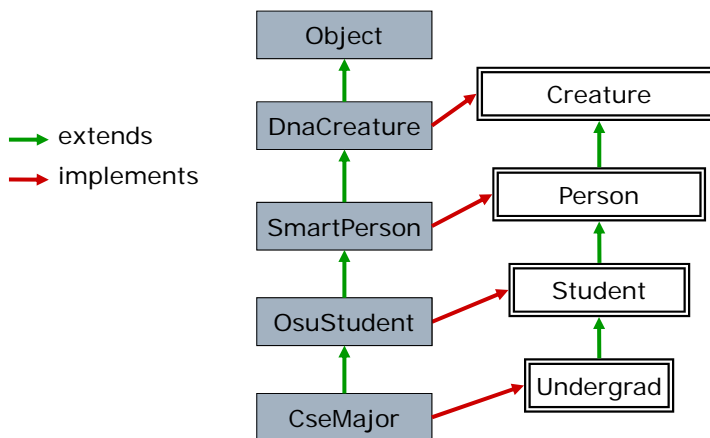 Object
Creature
DnaCreature
extends
implements
Person
SmartPerson
Student
OsuStudent
Undergrad
CseMajor